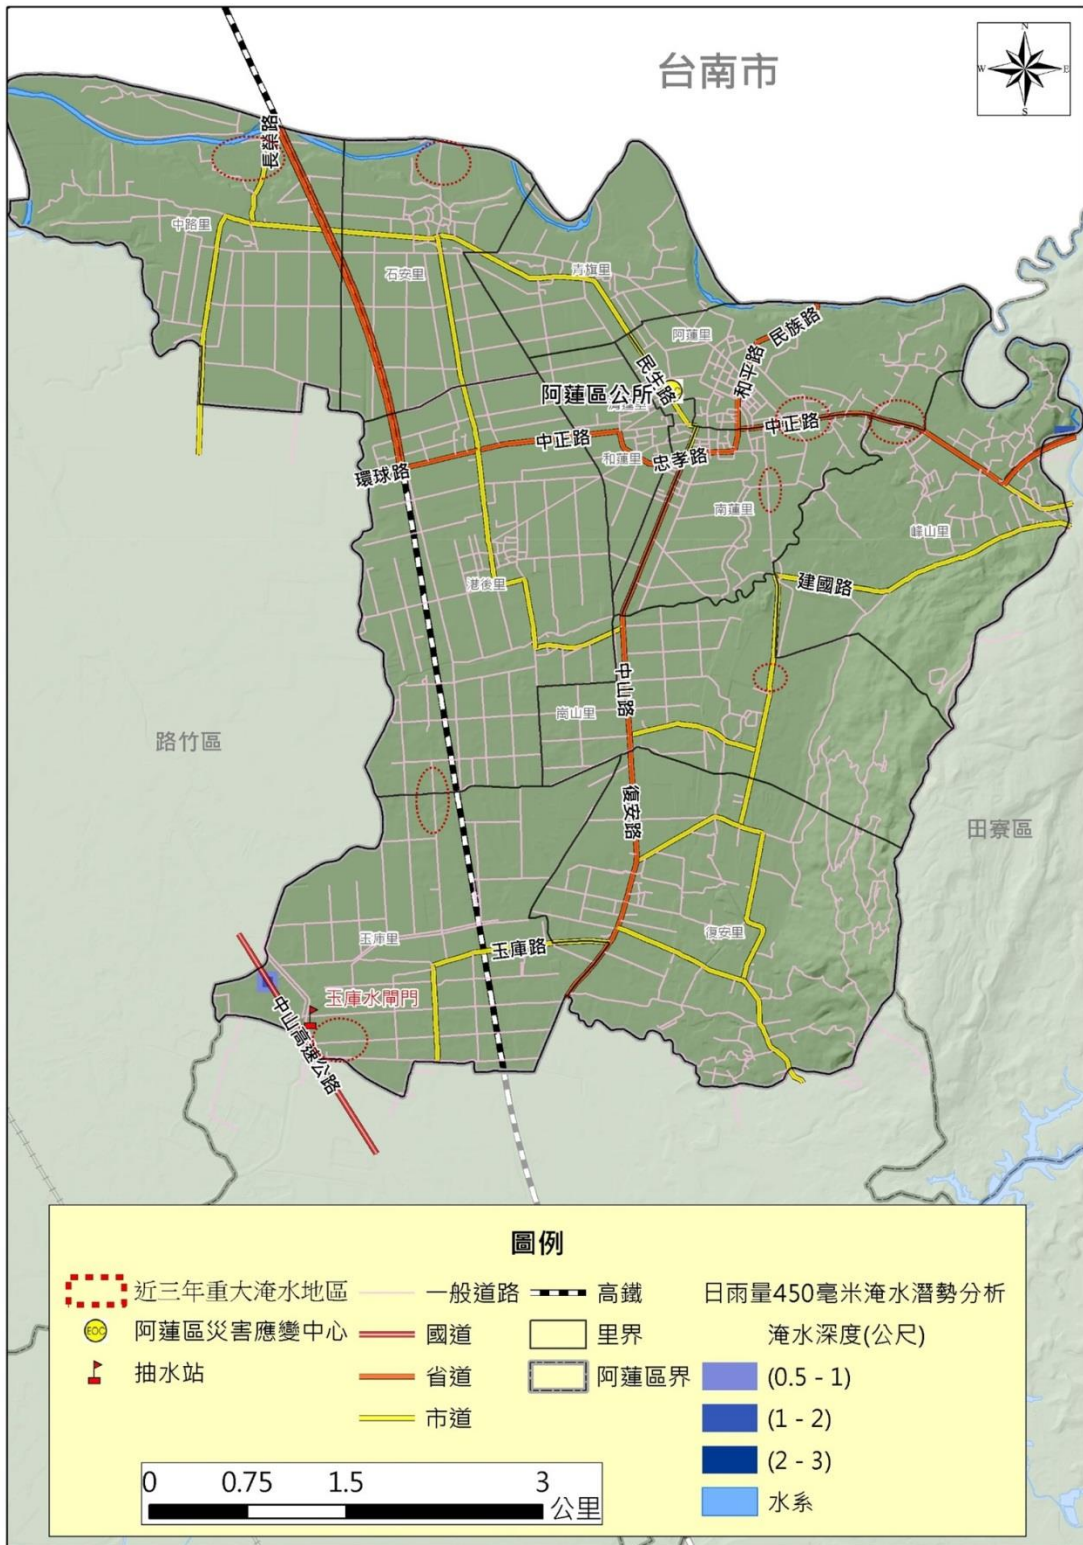 台南市
N
W
E
S
長榮路
中路里
石安里
青旗里
阿蓮里
民族路
和平路
民生路
阿蓮區公所
中正路
中正路
忠孝路
和蓮里
環球路
南蓮里
峰山里
港後里
建國路
中山路
崗山里
路竹區
復安路
田寮區
玉庫里
玉庫路
復安里
玉庫水閘門
中山高速公路
圖例
近三年重大淹水地區
一般道路
高鐵
日雨量450毫米淹水潛勢分析
EOC
阿蓮區災害應變中心
國道
里界
淹水深度(公尺)
抽水站
省道
阿蓮區界
(0.5 - 1)
市道
(1 - 2)
(2 - 3)
水系
0 0.75 1.5 3
公里